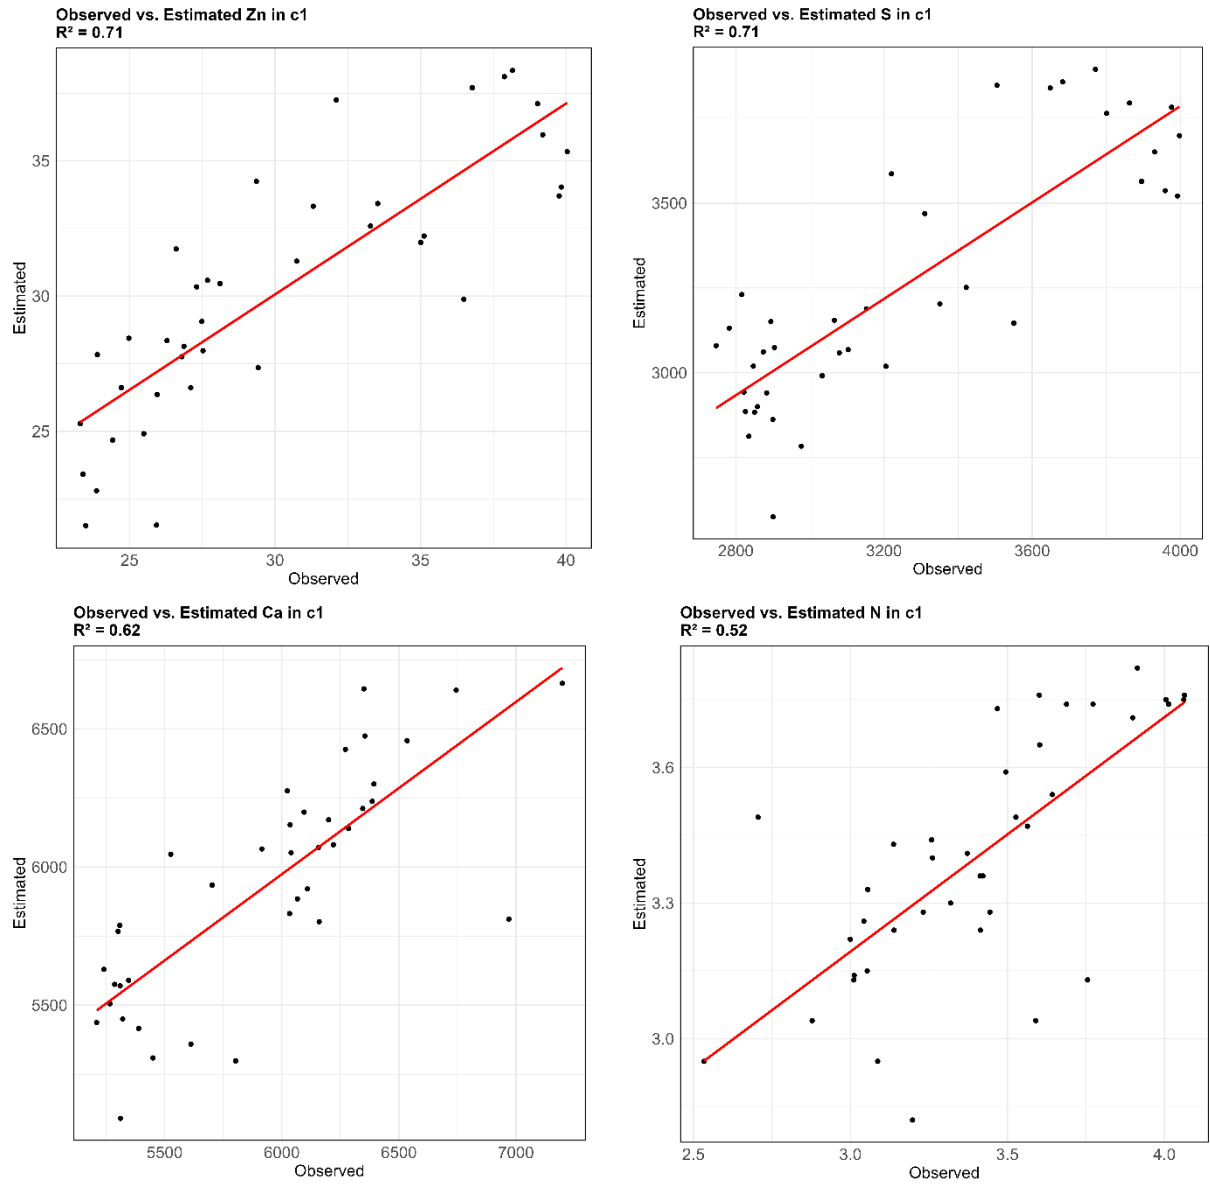 Observed vs. Estimated Zn in c1
R² = 0.71
35
30
25
Estimated
25 30 35 40
Observed
Observed vs. Estimated S in c1
R² = 0.71
3500
3000
Estimated
2800 3200 3600 4000
Observed
Observed vs. Estimated Ca in c1
R² = 0.62
6500
6000
5500
Estimated
5500 6000 6500 7000
Observed
Observed vs. Estimated N in c1
R² = 0.52
3.6
3.3
3.0
Estimated
2.5 3.0 3.5 4.0
Observed